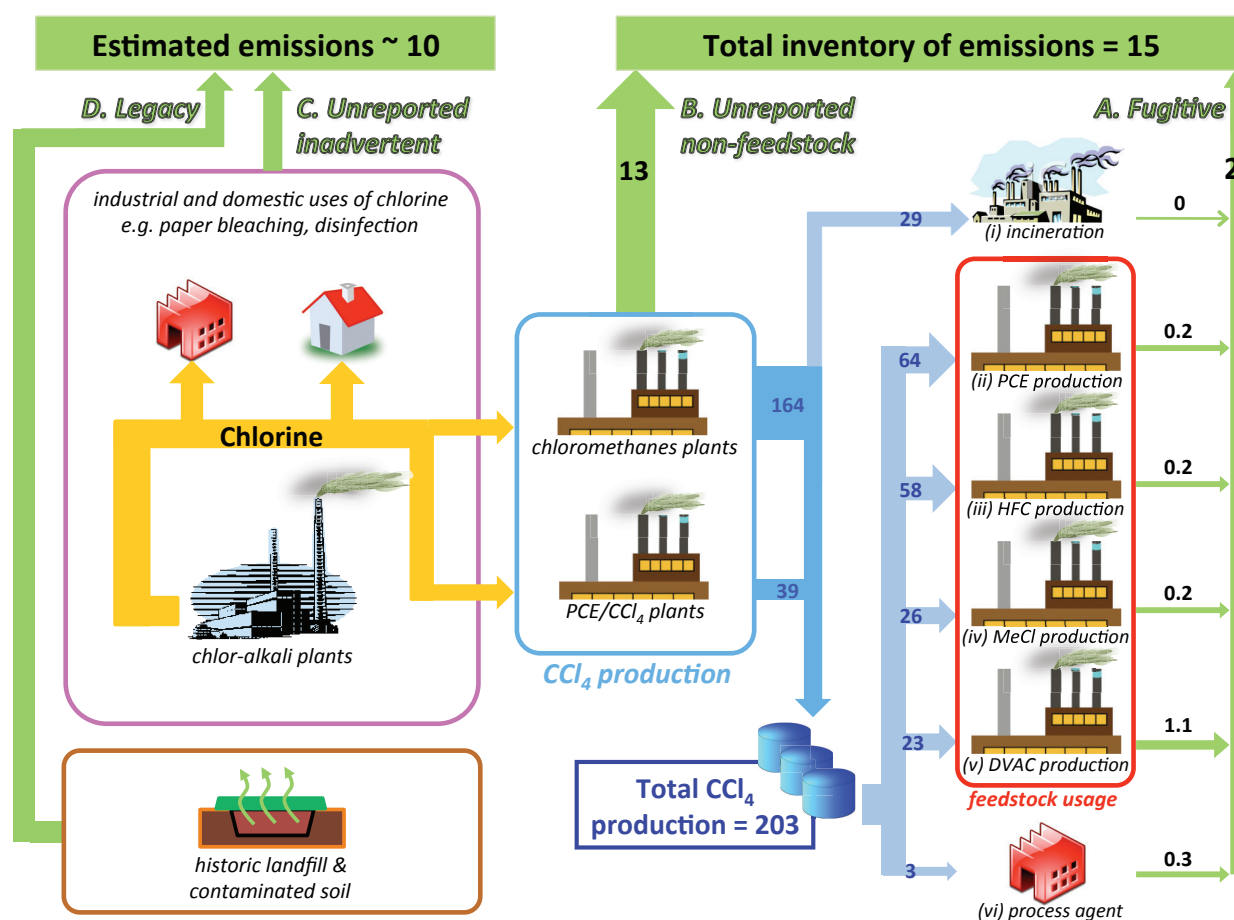 Estimated emissions ~ 10
Total inventory of emissions = 15
D. Legacy
C. Unreported
inadvertent
B. Unreported
non-feedstock
A. Fugitive
13
2
industrial and domestic uses of chlorine
e.g. paper bleaching, disinfection
29
(i) incineration
0
64
(ii) PCE production
0.2
Chlorine
chloromethanes plants
164
58
(iii) HFC production
0.2
chlor-alkali plants
PCE/CCl₄ plants
39
26
(iv) MeCl production
0.2
CCl₄ production
23
(v) DVAC production
1.1
feedstock usage
Total CCl₄
production = 203
historic landfill &
contaminated soil
3
(vi) process agent
0.3